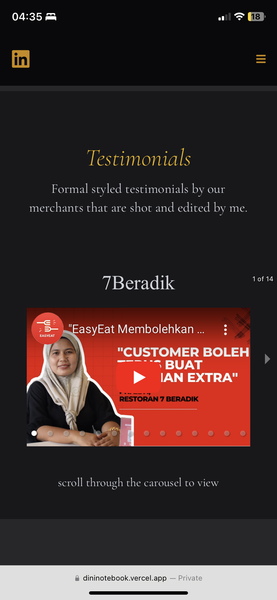 04:35
18
in
Testimonials
Formal styled testimonials by our
merchants that are shot and edited by me.
7Beradik
1 of 14
EASYEAT
"EasyEat Membolehkan ...
"CUSTOMER BOLEH
BUAT
EXTRA"
RESTORAN 7 BERADIK
scroll through the carousel to view
dininotebook.vercel.app — Private